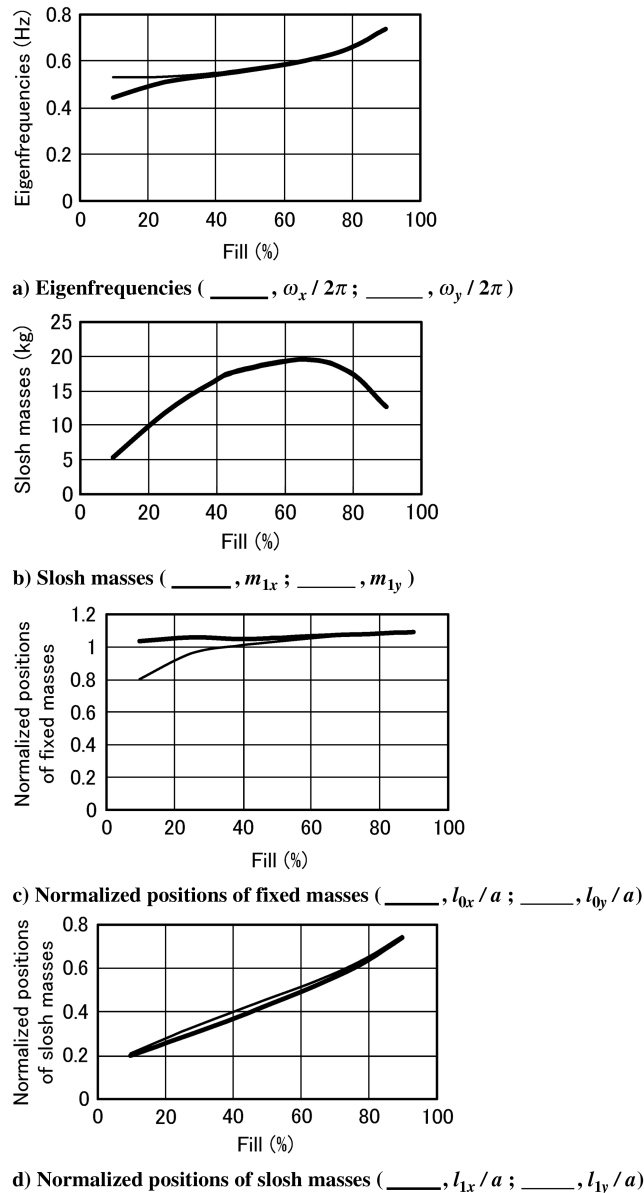 Eigenfrequencies (Hz)
0.8
0.6
0.4
0.2
0
0 20 40 60 80 100
Fill (%)
a) Eigenfrequencies ( _____, ωx / 2π ; _____, ωy / 2π )
Slosh masses (kg)
25
20
15
10
5
0
0 20 40 60 80 100
Fill (%)
b) Slosh masses ( _____, m1x ; _____, m1y )
Normalized positions
of fixed masses
1.2
1
0.8
0.6
0.4
0.2
0
0 20 40 60 80 100
Fill (%)
c) Normalized positions of fixed masses ( _____, l0x / a ; _____, l0y / a)
Normalized positions
of slosh masses
0.8
0.6
0.4
0.2
0
0 20 40 60 80 100
Fill (%)
d) Normalized positions of slosh masses ( _____, l1x / a ; _____, l1y / a)